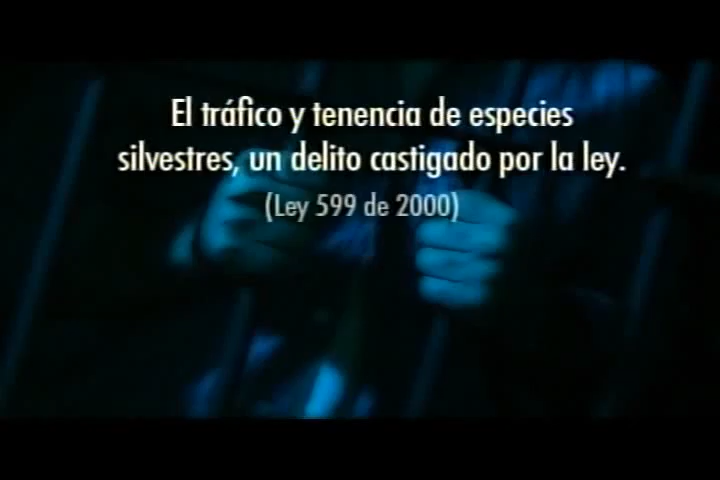 El tráfico y tenencia de especies
silvestres, un delito castigado por la ley.
(Ley 599 de 2000)